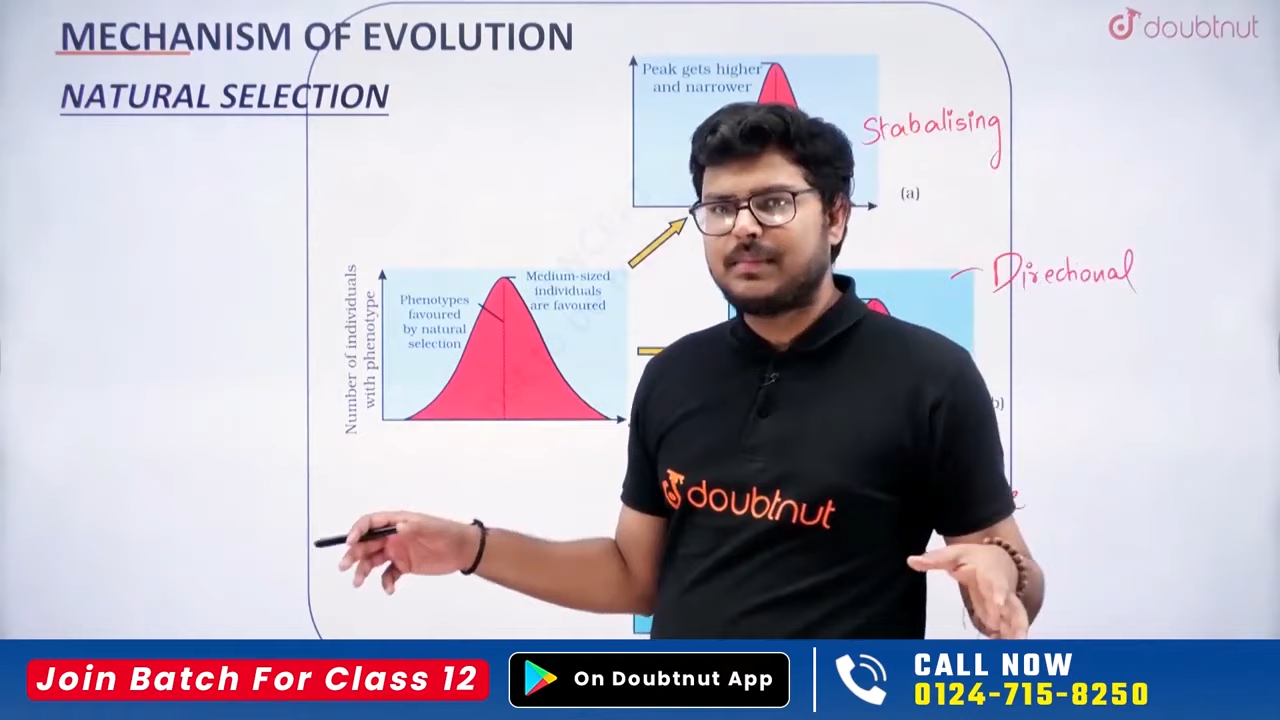 MECHANISM OF EVOLUTION
NATURAL SELECTION
doubtnut
Peak gets higher
and narrower
Stabalising
(a)
Directional
Medium-sized
individuals
are favoured
Phenotypes
favoured
by natural
selection
Number of individuals
with phenotype
doubtnut
Join Batch For Class 12
On Doubtnut App
CALL NOW
0124-715-8250